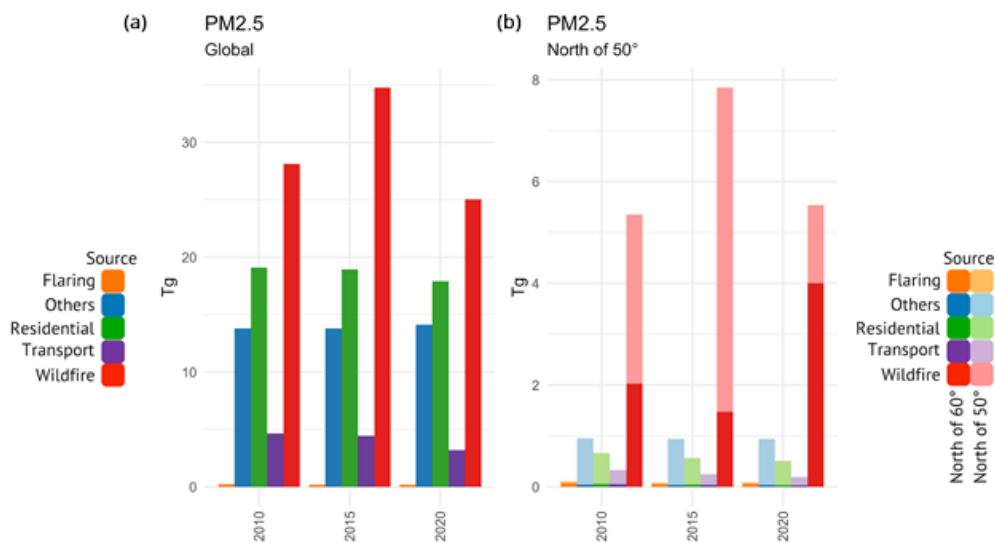 (a)
PM2.5
Global
30
20
10
0
Tg
2010
2015
2020
Source
Flaring
Others
Residential
Transport
Wildfire
(b)
PM2.5
North of 50°
8
6
4
2
0
Tg
2010
2015
2020
Source
Flaring
Others
Residential
Transport
Wildfire
North of 60°
North of 50°